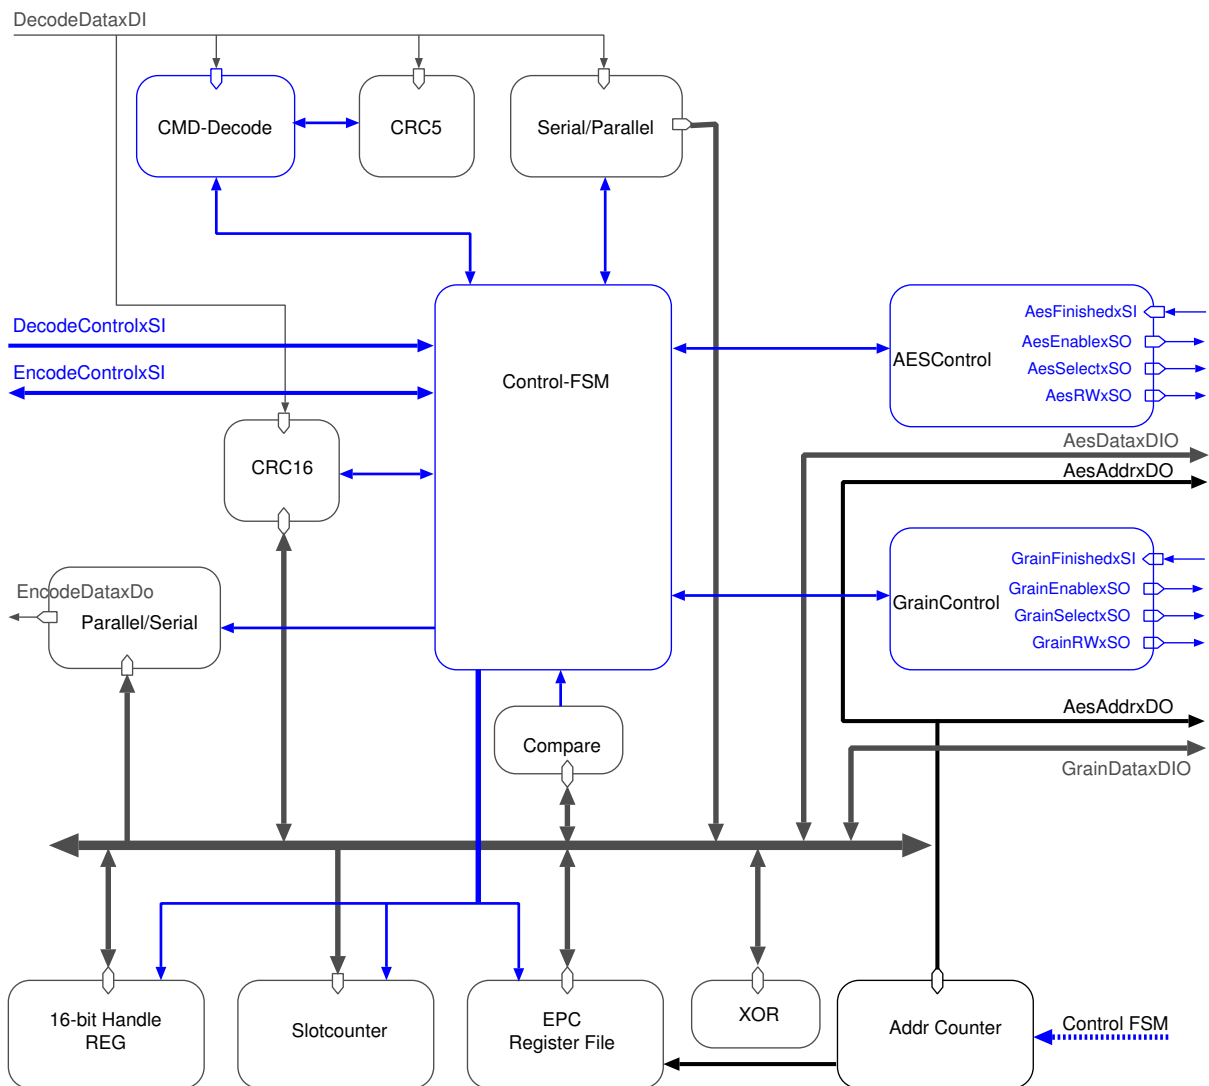 DecodeDataxDI
CMD-Decode
CRC5
Serial/Parallel
DecodeControlxSI
EncodeControlxSI
Control-FSM
AESControl
AesFinishedxSI
AesEnablexSO
AesSelectxSO
AesRWxSO
AesDataxDIO
AesAddrxDO
CRC16
GrainControl
GrainFinishedxSI
GrainEnablexSO
GrainSelectxSO
GrainRWxSO
EncodeDataxDo
Parallel/Serial
AesAddrxDO
Compare
GrainDataxDIO
16-bit Handle
REG
Slotcounter
EPC
Register File
XOR
Addr Counter
Control FSM